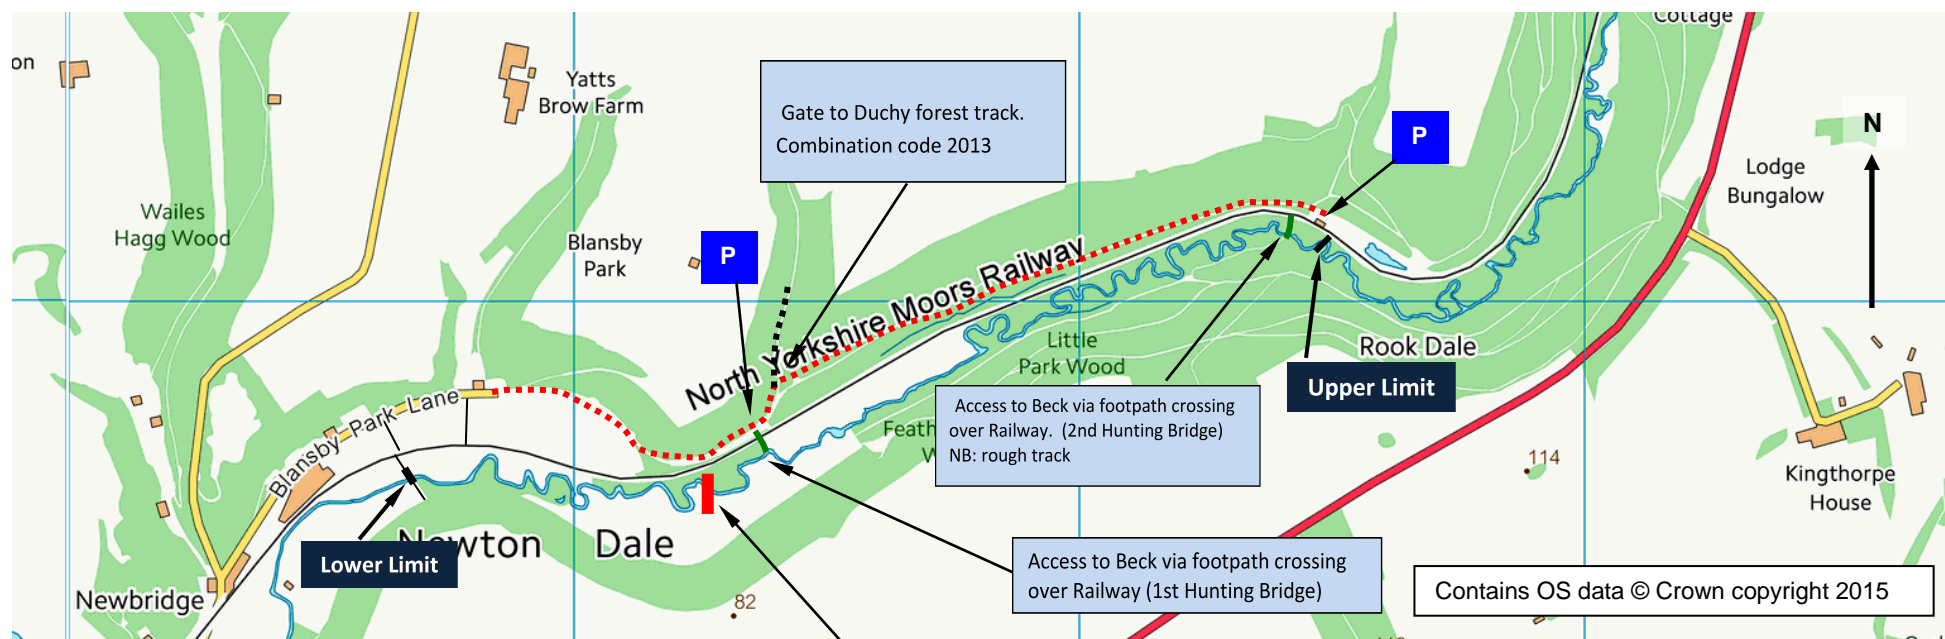 on
Cottage
Yatts
Brow Farm
Gate to Duchy forest track.
Combination code 2013
P
N
Lodge
Bungalow
Wailes
Hagg Wood
Blansby
Park
P
North Yorkshire Moors Railway
Little
Park Wood
Rook Dale
Upper Limit
Blansby Park Lane
Access to Beck via footpath crossing
over Railway. (2nd Hunting Bridge)
NB: rough track
Feath
W
114
Kingthorpe
House
Newton Dale
Lower Limit
Access to Beck via footpath crossing
over Railway (1st Hunting Bridge)
Contains OS data © Crown copyright 2015
Newbridge
82